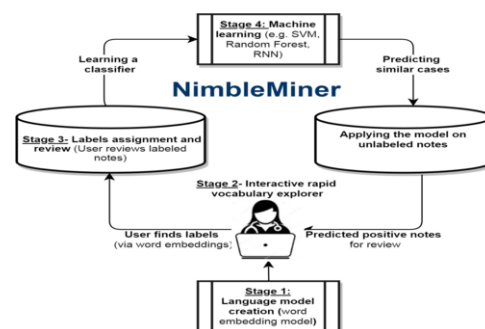 Stage 4: Machine
learning (e.g. SVM,
Random Forest,
RNN)
Learning a
classifier
Predicting
similar cases
NimbleMiner
Stage 3- Labels assignment and
review (User reviews labeled
notes)
Applying the model on
unlabeled notes
Stage 2- Interactive rapid
vocabulary explorer
User finds labels
(via word embeddings)
Predicted positive notes
for review
Stage 1:
Language model
creation (word
embedding model)